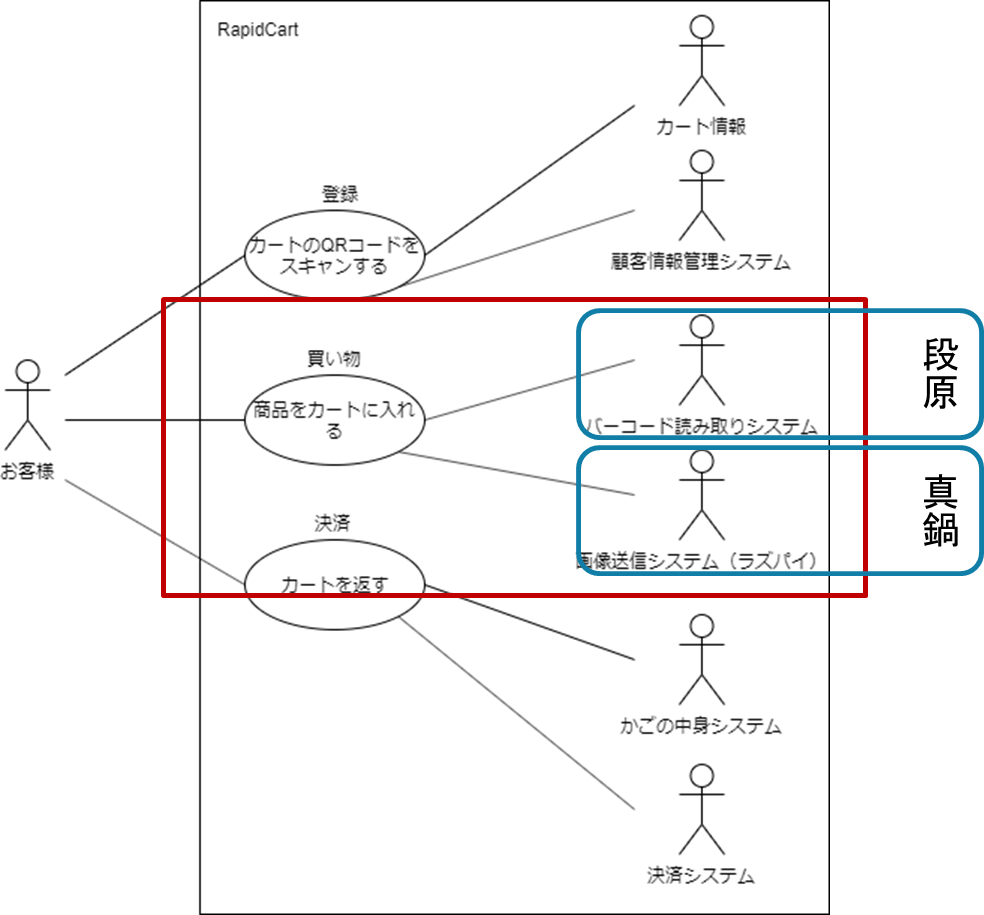 RapidCart
カート情報
登録
カートのQRコードを
スキャンする
顧客情報管理システム
買い物
商品をカートに入れ
る
バーコード読み取りシステム
段原
お客様
画像送信システム（ラズパイ）
真鍋
決済
カートを返す
かごの中身システム
決済システム